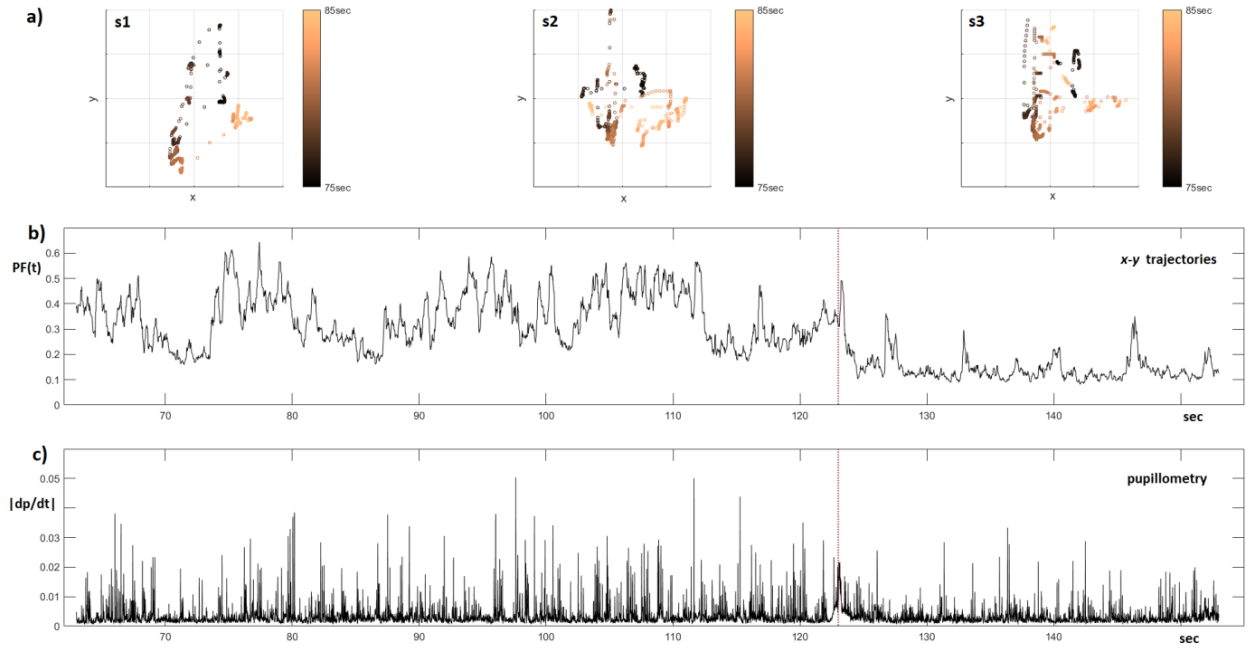 a)
s1
s2
s3
85sec
85sec
85sec
y
y
y
75sec
75sec
75sec
x
x
x
b)
PF(t)
x-y trajectories
0.6
0.5
0.4
0.3
0.2
0.1
0
70 80 90 100 110 120 130 140 sec
c)
|dp/dt|
pupillometry
0.05
0.04
0.03
0.02
0.01
0
70 80 90 100 110 120 130 140 sec